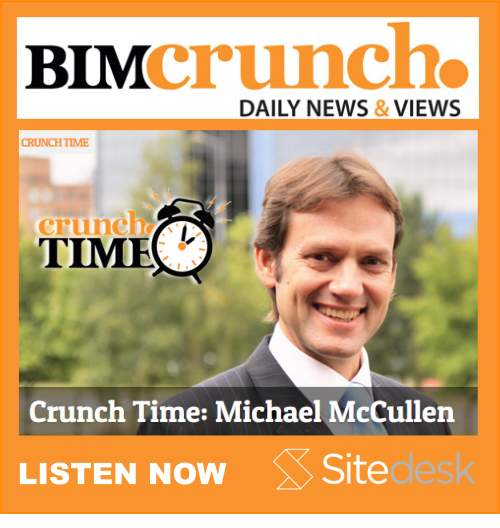 BIMcrunch.
DAILY NEWS & VIEWS
CRUNCH TIME
crunch.
TIME
Crunch Time: Michael McCullen
LISTEN NOW
Sitedesk